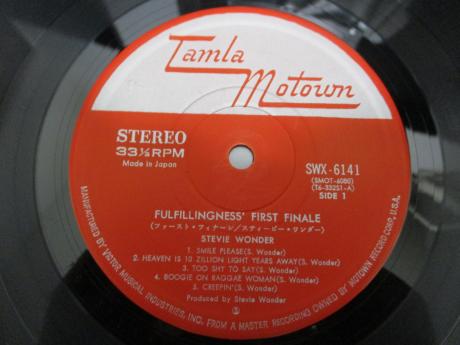 Tamla
Motown
STEREO
33⅓RPM
Made in Japan
SWX-6141
(SMOT-6080)
(T6-332S1-A)
SIDE 1
FULFILLINGNESS' FIRST FINALE
(ファースト・フィナーレ/スティービー・ワンダー)
STEVIE WONDER
1. SMILE PLEASE(S. Wonder)
2. HEAVEN IS 10 ZILLION LIGHT YEARS AWAY(S. Wonder)
3. TOO SHY TO SAY(S. Wonder)
4. BOOGIE ON RAGGAE WOMAN(S. Wonder)
5. CREEPIN'(S. Wonder)
Produced by Stevie Wonder
MANUFACTURED BY VICTOR MUSICAL INDUSTRIES, INC. FROM A MASTER RECORDING OWNED BY MOTOWN RECORD CORP, U.S.A.